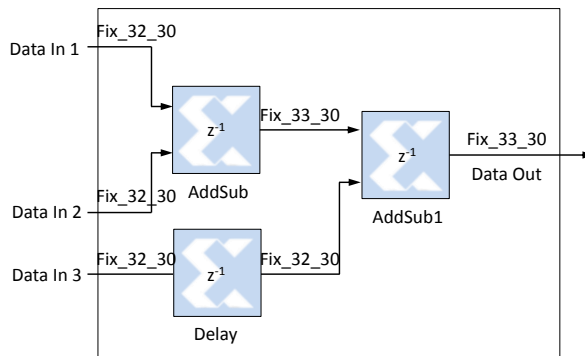 Data In 1
Fix_32_30
z-1
Fix_33_30
AddSub
Data In 2
Fix_32_30
z-1
Fix_33_30
Data Out
AddSub1
Data In 3
Fix_32_30
z-1
Fix_32_30
Delay